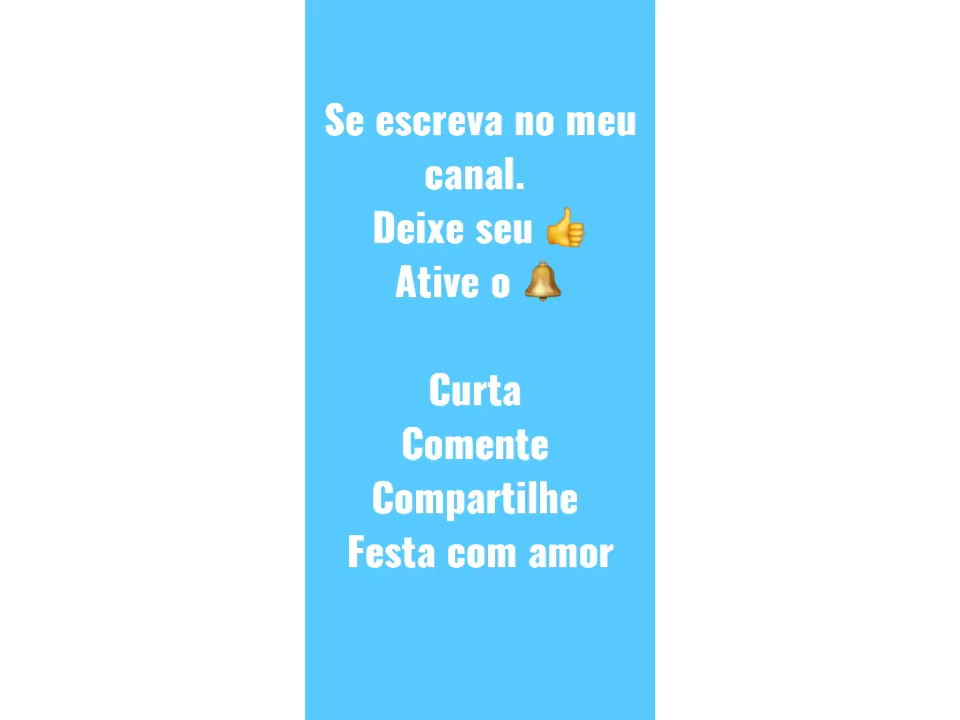 Se escreva no meu
canal.
Deixe seu 👍
Ative o 🔔
Curta
Comente
Compartilhe
Festa com amor